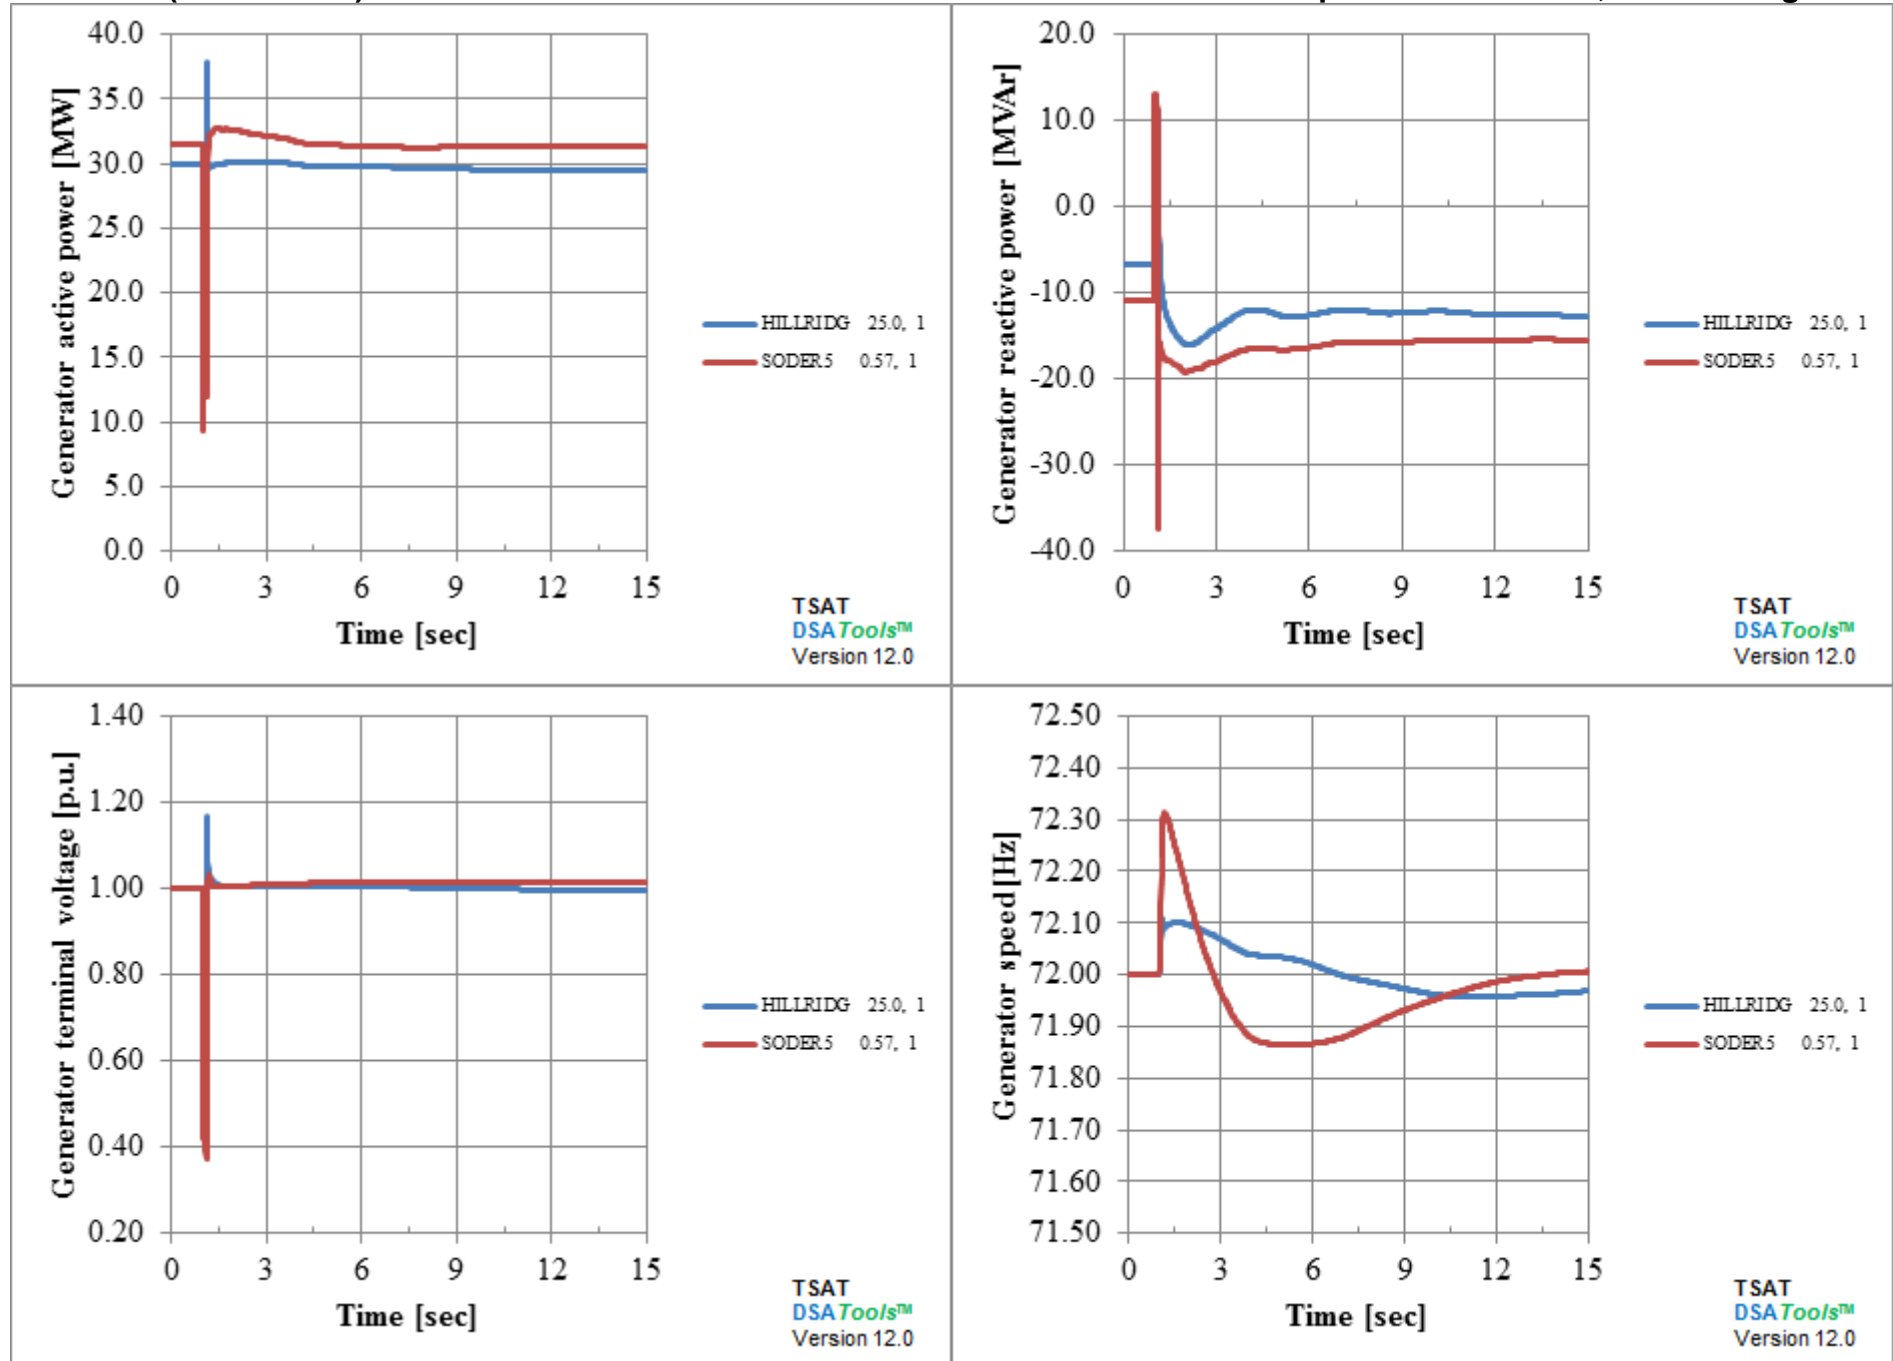 40.0
35.0
30.0
25.0
20.0
15.0
10.0
5.0
0.0
0 3 6 9 12 15
Generator active power [MW]
Time [sec]
HILLRIDG 25.0, 1
SODER5 0.57, 1
TSAT
DSATools™
Version 12.0
20.0
10.0
0.0
-10.0
-20.0
-30.0
-40.0
0 3 6 9 12 15
Generator reactive power [MVAr]
Time [sec]
HILLRIDG 25.0, 1
SODER5 0.57, 1
TSAT
DSATools™
Version 12.0
1.40
1.20
1.00
0.80
0.60
0.40
0.20
0 3 6 9 12 15
Generator terminal voltage [p.u.]
Time [sec]
HILLRIDG 25.0, 1
SODER5 0.57, 1
TSAT
DSATools™
Version 12.0
72.50
72.40
72.30
72.20
72.10
72.00
71.90
71.80
71.70
71.60
71.50
0 3 6 9 12 15
Generator speed [Hz]
Time [sec]
HILLRIDG 25.0, 1
SODER5 0.57, 1
TSAT
DSATools™
Version 12.0